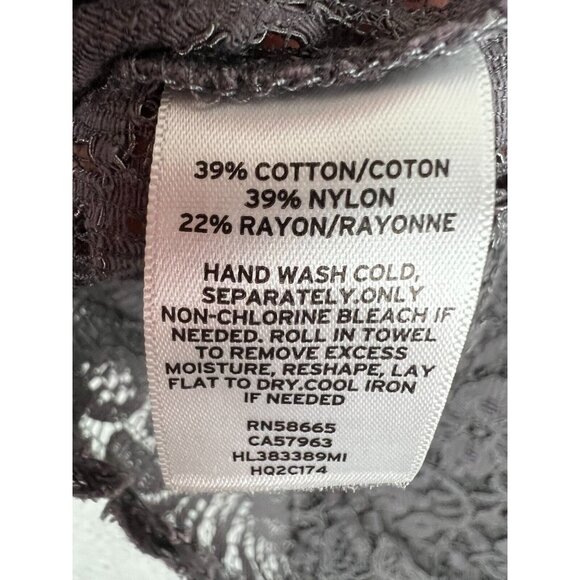 39% COTTON/COTON
39% NYLON
22% RAYON/RAYONNE
HAND WASH COLD,
SEPARATELY.ONLY
NON-CHLORINE BLEACH IF
NEEDED. ROLL IN TOWEL
TO REMOVE EXCESS
MOISTURE, RESHAPE, LAY
FLAT TO DRY.COOL IRON
IF NEEDED
RN58665
CA57963
HL383389MI
HQ2C174